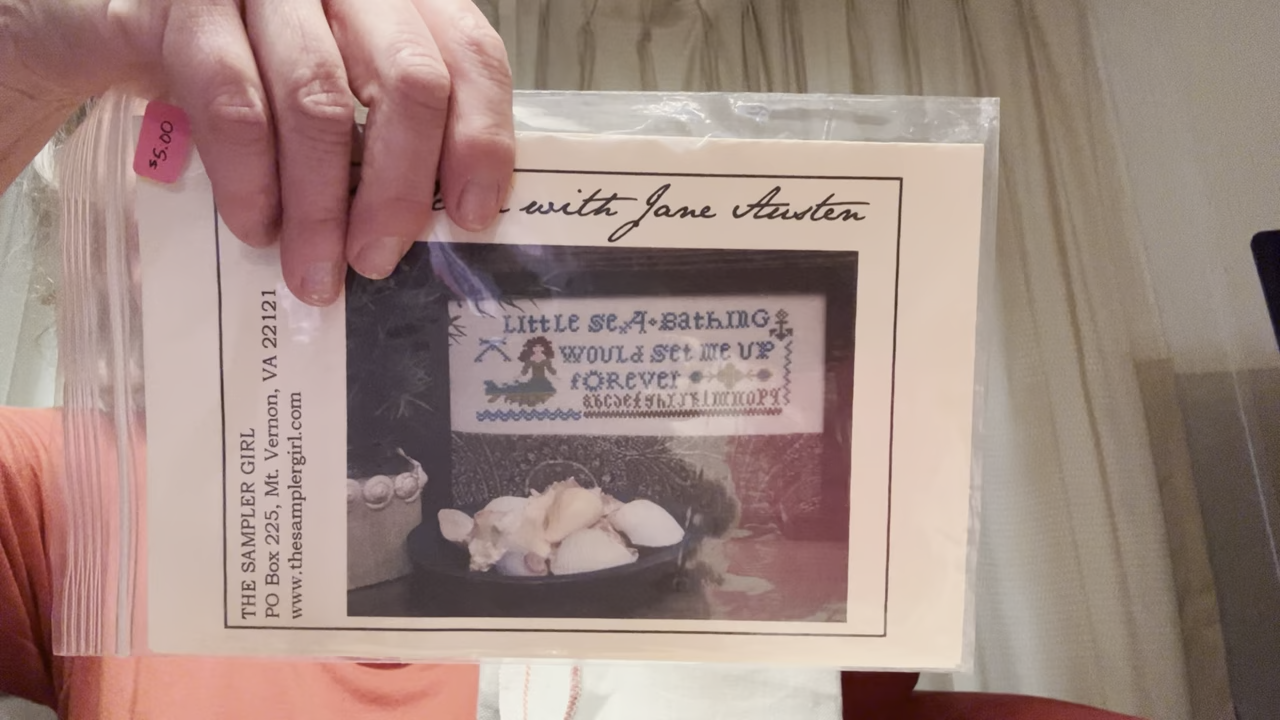 $5.00
with Jane Austen
Little Sea-Bathing
Would Set me UP
forever
abcdefghijklmnopq
THE SAMPLER GIRL
PO Box 225, Mt. Vernon, VA 22121
www.thesamplergirl.com